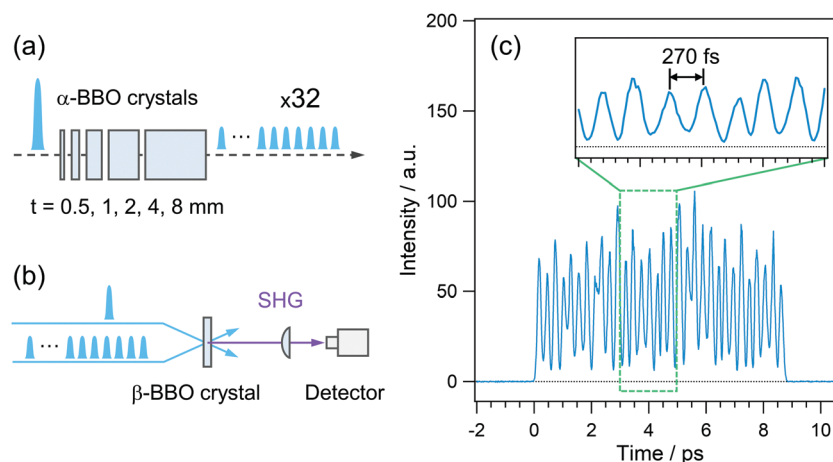 (a)
α-BBO crystals
x32
...
t = 0.5, 1, 2, 4, 8 mm
(b)
SHG
...
β-BBO crystal
Detector
(c)
270 fs
Intensity / a.u.
200
150
100
50
0
-2 0 2 4 6 8 10
Time / ps